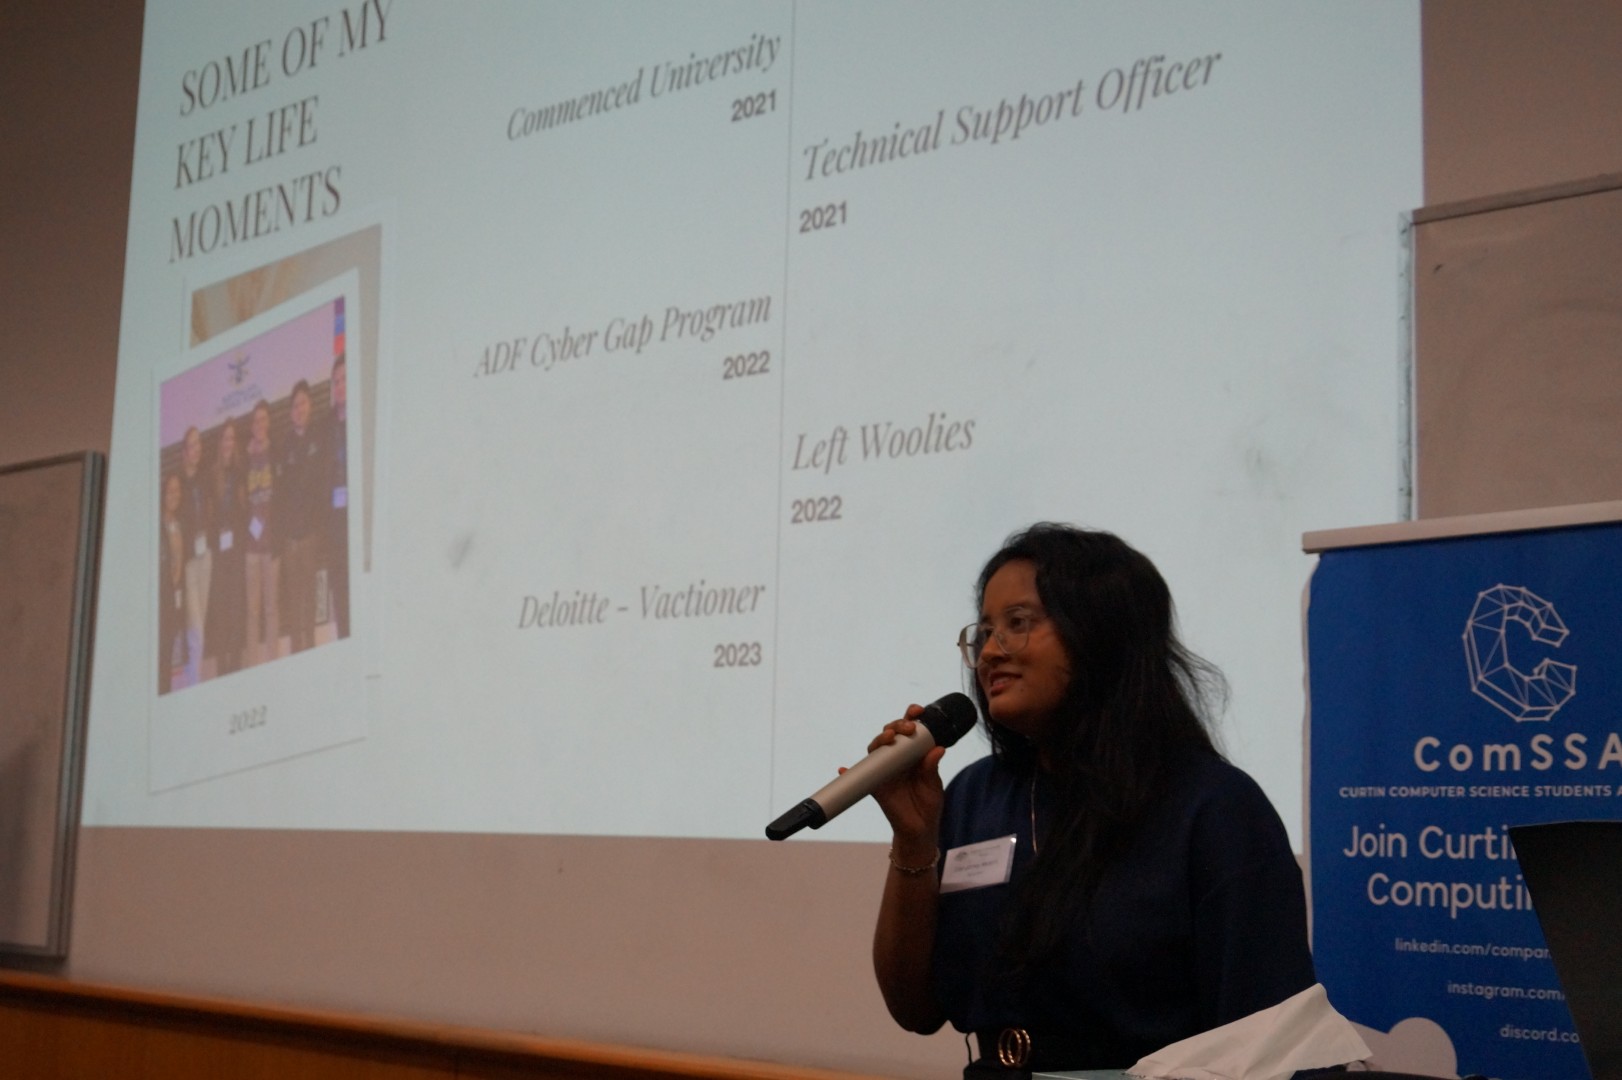 SOME OF MY
KEY LIFE
MOMENTS
2022
Commenced University
2021
Technical Support Officer
2021
ADF Cyber Gap Program
2022
Left Woolies
2022
Deloitte - Vactioner
2023
ComSSA
CURTIN COMPUTER SCIENCE STUDENTS A
Join Curti
Computi
linkedin.com/compan
instagram.com/
discord.co